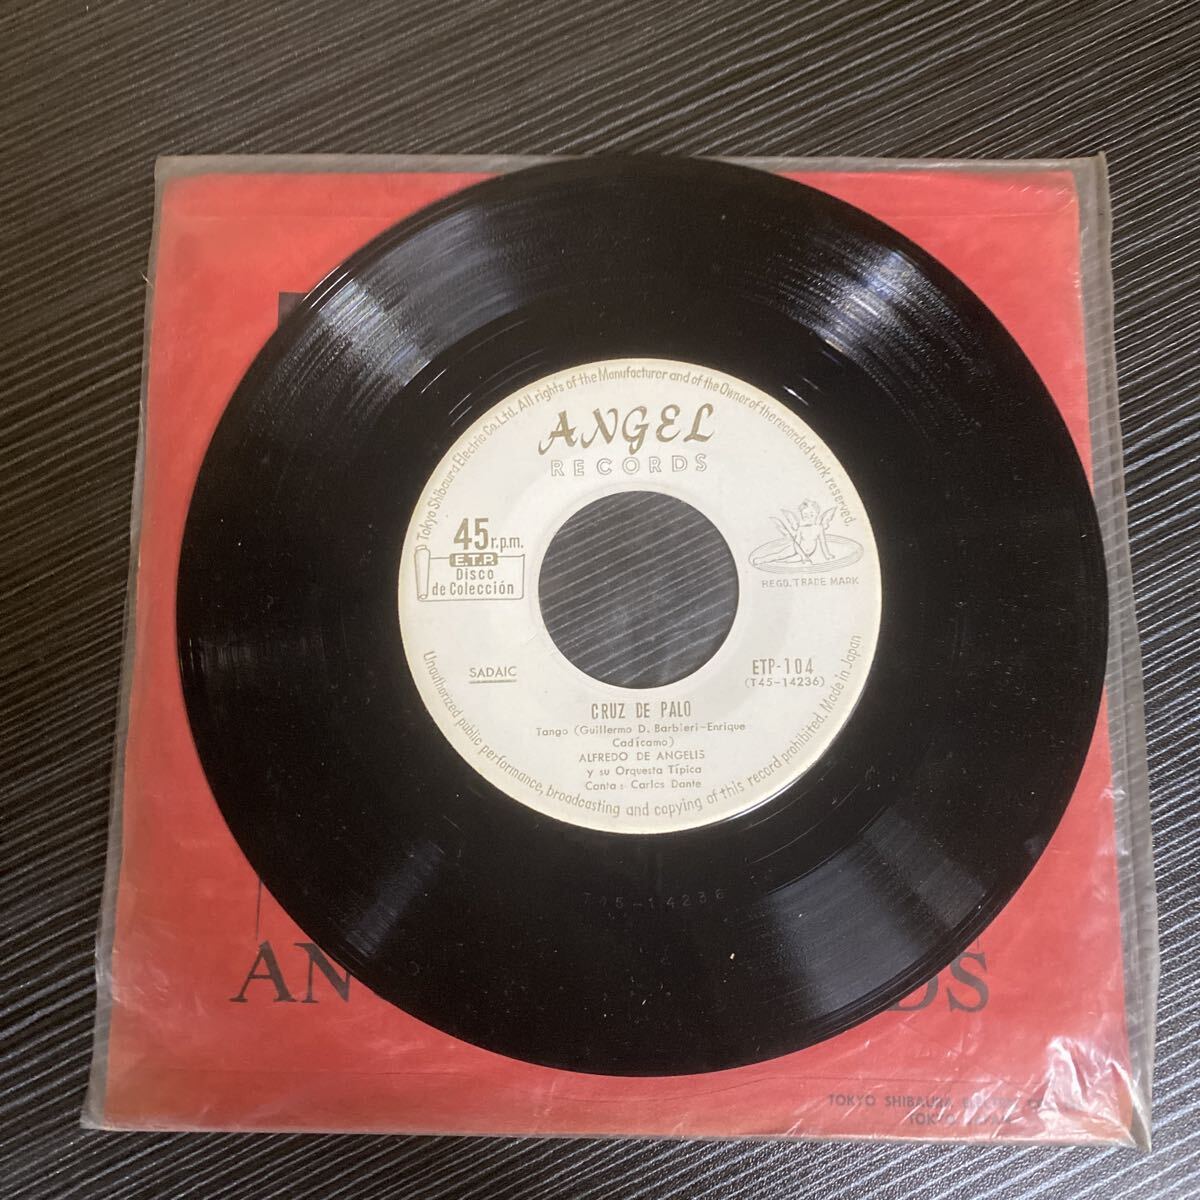 Tokyo Shibaura Electric Co. Ltd. All rights of the Manufacturer and of the Owner of the recorded work reserved.
ANGEL
RECORDS
45 r.p.m.
E.T.P.
Disco
de Colección
REGD. TRADE MARK
SADAIC
ETP-104
(T45-14236)
CRUZ DE PALO
Tango (Guillermo D. Barbieri-Enrique
Cadícamo)
ALFREDO DE ANGELIS
y su Orquesta Típica
Canta: Carlos Dante
Unauthorized public performance, broadcasting and copying of this record prohibited. Made in Japan
T45-14236
AN DS
TOKYO SHIBAURA ELECTRIC CO.